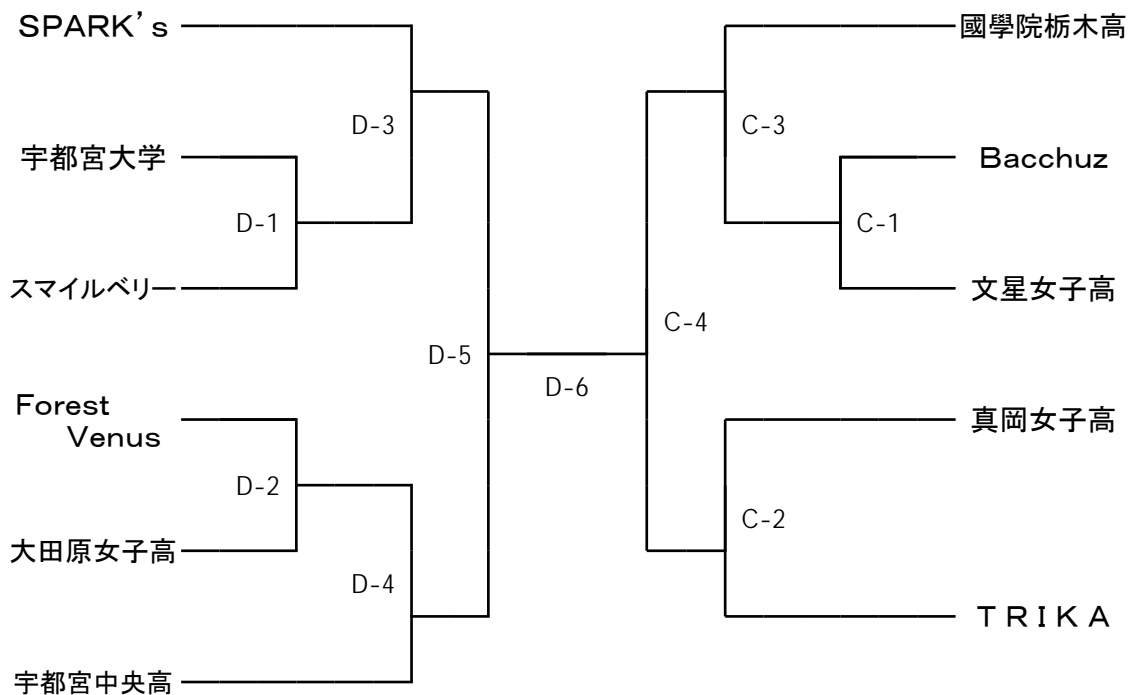 SPARK's
國學院栃木高
D-3
C-3
宇都宮大学
Bacchuz
D-1
C-1
スマイルベリー
文星女子高
C-4
D-5
D-6
Forest
Venus
真岡女子高
D-2
C-2
大田原女子高
D-4
TRIKA
宇都宮中央高